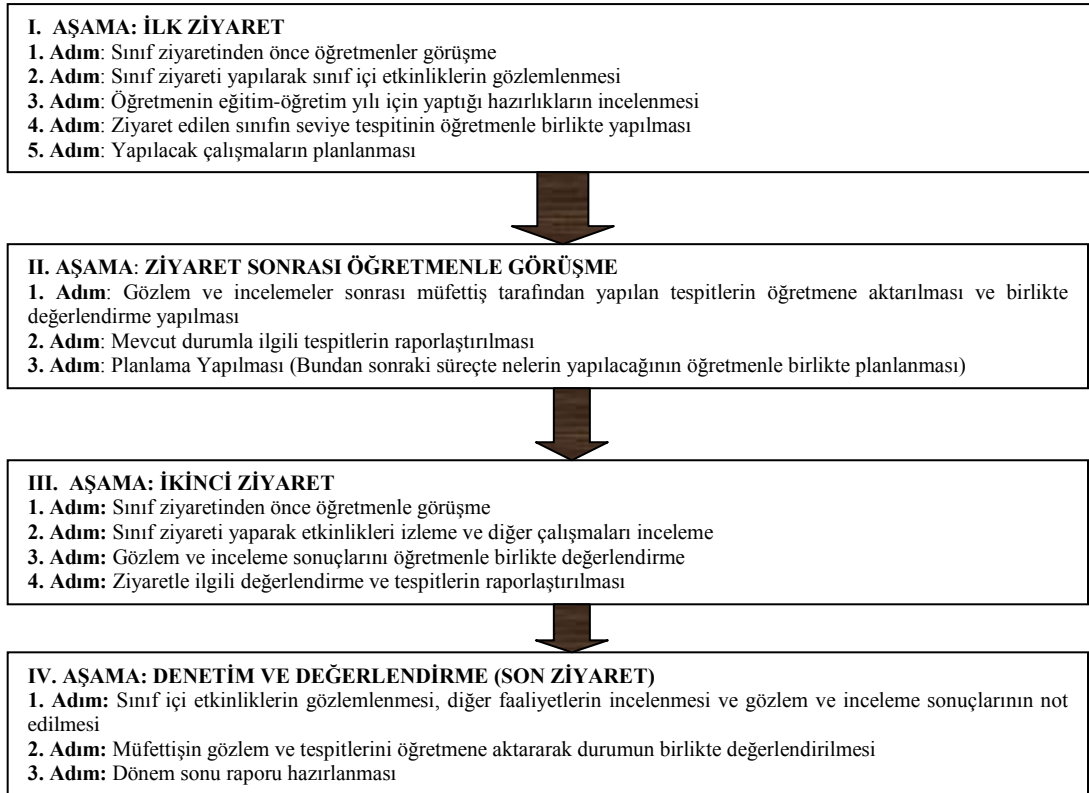 I. AŞAMA: İLK ZİYARET
1. Adım: Sınıf ziyaretinden önce öğretmenler görüşme
2. Adım: Sınıf ziyareti yapılarak sınıf içi etkinliklerin gözlemlenmesi
3. Adım: Öğretmenin eğitim-öğretim yılı için yaptığı hazırlıkların incelenmesi
4. Adım: Ziyaret edilen sınıfın seviye tespitinin öğretmenle birlikte yapılması
5. Adım: Yapılacak çalışmaların planlanması
II. AŞAMA: ZİYARET SONRASI ÖĞRETMENLE GÖRÜŞME
1. Adım: Gözlem ve incelemeler sonrası müfettiş tarafından yapılan tespitlerin öğretmene aktarılması ve birlikte
değerlendirme yapılması
2. Adım: Mevcut durumla ilgili tespitlerin raporlaştırılması
3. Adım: Planlama Yapılması (Bundan sonraki süreçte nelerin yapılacağının öğretmenle birlikte planlanması)
III. AŞAMA: İKİNCİ ZİYARET
1. Adım: Sınıf ziyaretinden önce öğretmenle görüşme
2. Adım: Sınıf ziyareti yaparak etkinlikleri izleme ve diğer çalışmaları inceleme
3. Adım: Gözlem ve inceleme sonuçlarını öğretmenle birlikte değerlendirme
4. Adım: Ziyaretle ilgili değerlendirme ve tespitlerin raporlaştırılması
IV. AŞAMA: DENETİM VE DEĞERLENDİRME (SON ZİYARET)
1. Adım: Sınıf içi etkinliklerin gözlemlenmesi, diğer faaliyetlerin incelenmesi ve gözlem ve inceleme sonuçlarının not
edilmesi
2. Adım: Müfettişin gözlem ve tespitlerini öğretmene aktararak durumun birlikte değerlendirilmesi
3. Adım: Dönem sonu raporu hazırlanması